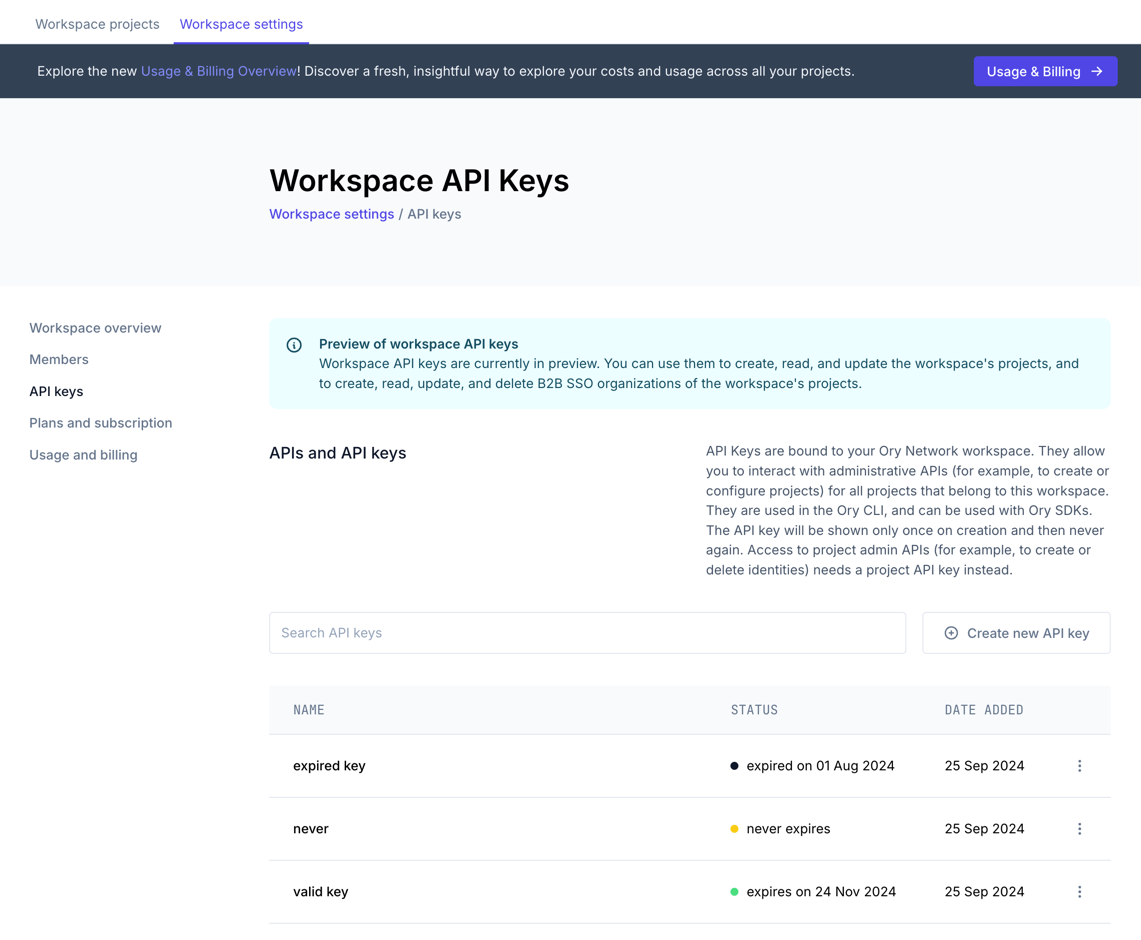 Workspace projects Workspace settings
Explore the new Usage & Billing Overview! Discover a fresh, insightful way to explore your costs and usage across all your projects.
Usage & Billing →
Workspace API Keys
Workspace settings / API keys
Workspace overview
Members
API keys
Plans and subscription
Usage and billing
Preview of workspace API keys
Workspace API keys are currently in preview. You can use them to create, read, and update the workspace's projects, and
to create, read, update, and delete B2B SSO organizations of the workspace's projects.
APIs and API keys
API Keys are bound to your Ory Network workspace. They allow
you to interact with administrative APIs (for example, to create or
configure projects) for all projects that belong to this workspace.
They are used in the Ory CLI, and can be used with Ory SDKs.
The API key will be shown only once on creation and then never
again. Access to project admin APIs (for example, to create or
delete identities) needs a project API key instead.
Search API keys
Create new API key
NAME STATUS DATE ADDED
expired key expired on 01 Aug 2024 25 Sep 2024
never never expires 25 Sep 2024
valid key expires on 24 Nov 2024 25 Sep 2024